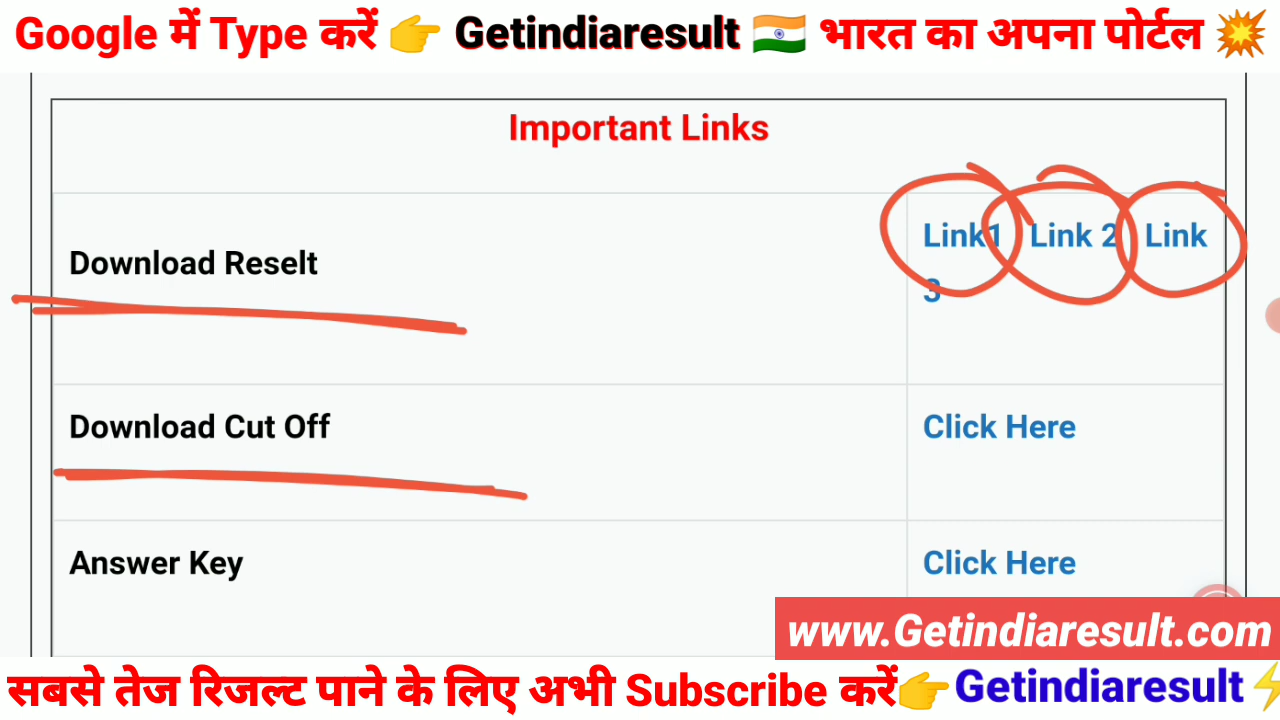 Google में Type करें 👉 Getindiaresult 🇮🇳 भारत का अपना पोर्टल 💥
Important Links
Download Reselt
Link1 Link 2 Link
3
Download Cut Off
Click Here
Answer Key
Click Here
www.Getindiaresult.com
सबसे तेज रिजल्ट पाने के लिए अभी Subscribe करें👉Getindiaresult⚡